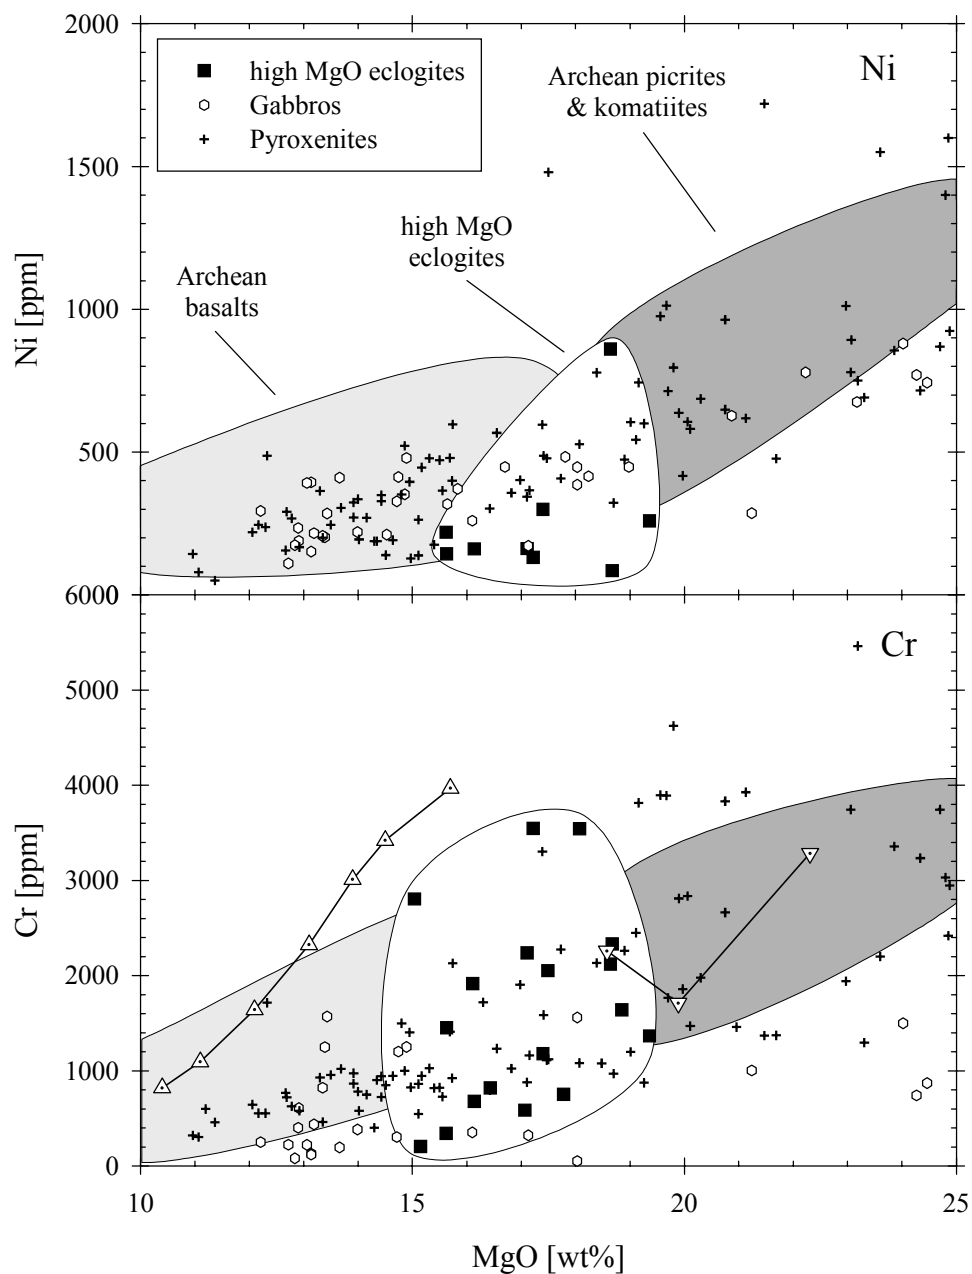 2000
high MgO eclogites
Gabbros
Pyroxenites
Archean picrites
& komatiites
Ni
1500
high MgO
eclogites
Archean
basalts
Ni [ppm]
1000
500
0
6000
Cr
5000
4000
Cr [ppm]
3000
2000
1000
0
10
15
20
25
MgO [wt%]